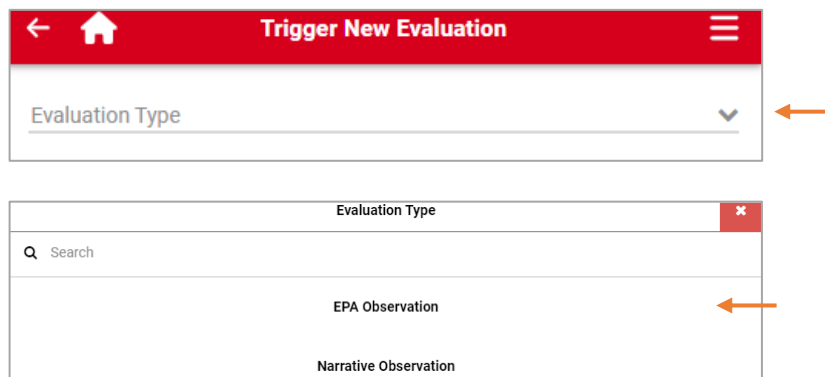 Trigger New Evaluation
Evaluation Type
Evaluation Type
Search
EPA Observation
Narrative Observation